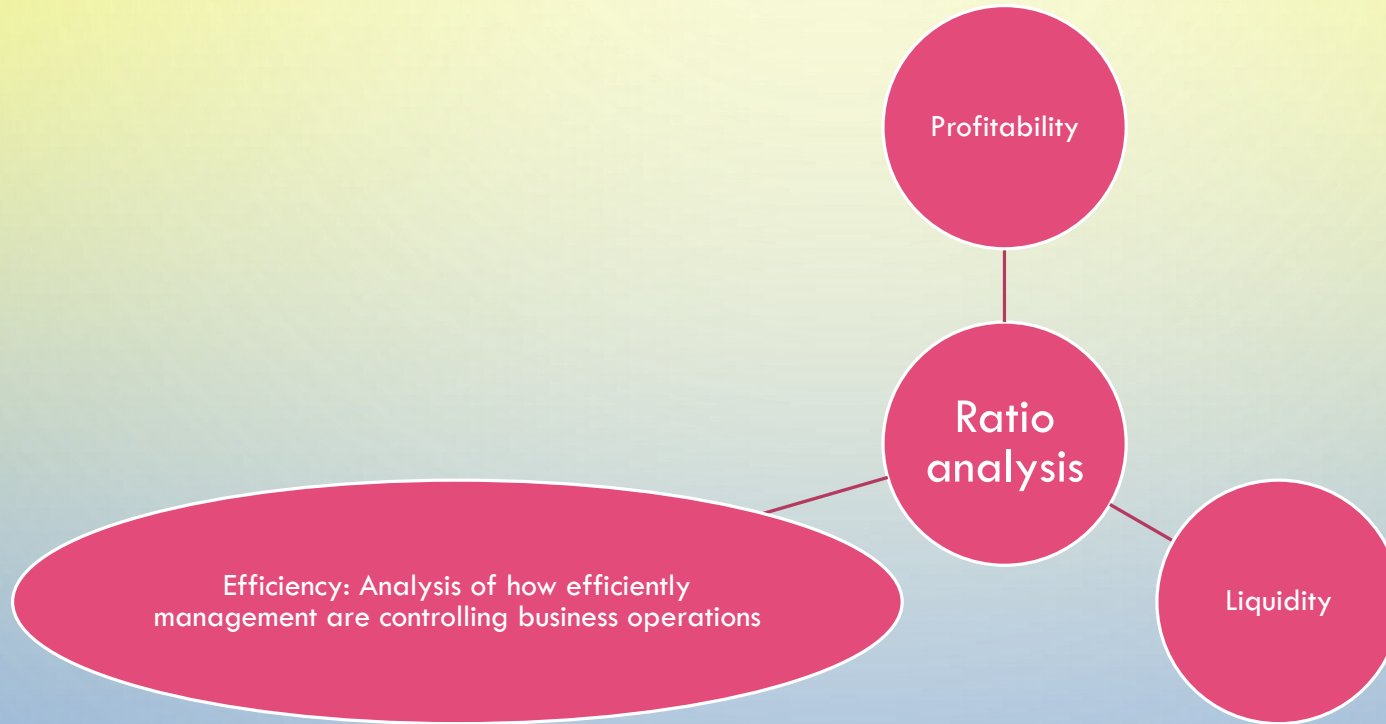 Profitability
Ratio
analysis
Efficiency: Analysis of how efficiently
management are controlling business operations
Liquidity